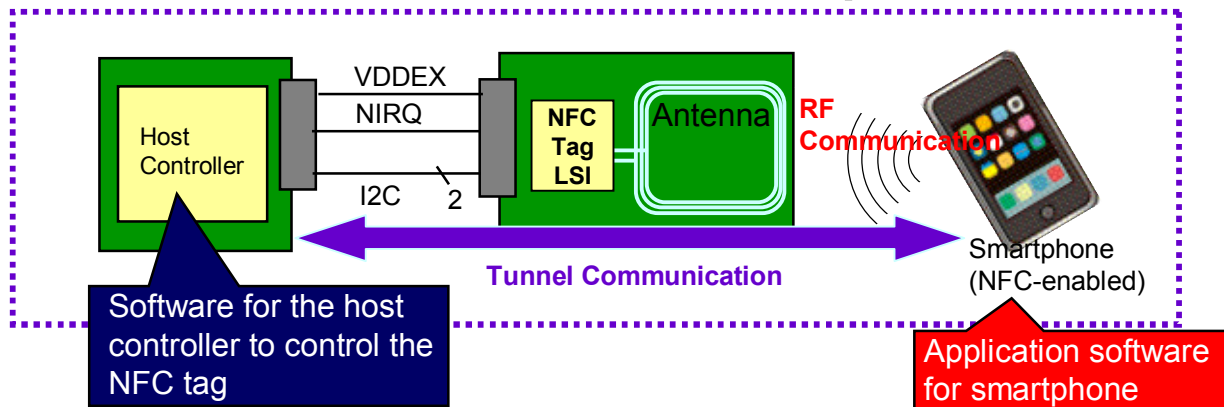 VDDEX
NIRQ
I2C
2
Host
Controller
NFC
Tag
LSI
Antenna
RF
Communication
Tunnel Communication
Smartphone
(NFC-enabled)
Software for the host
controller to control the
NFC tag
Application software
for smartphone